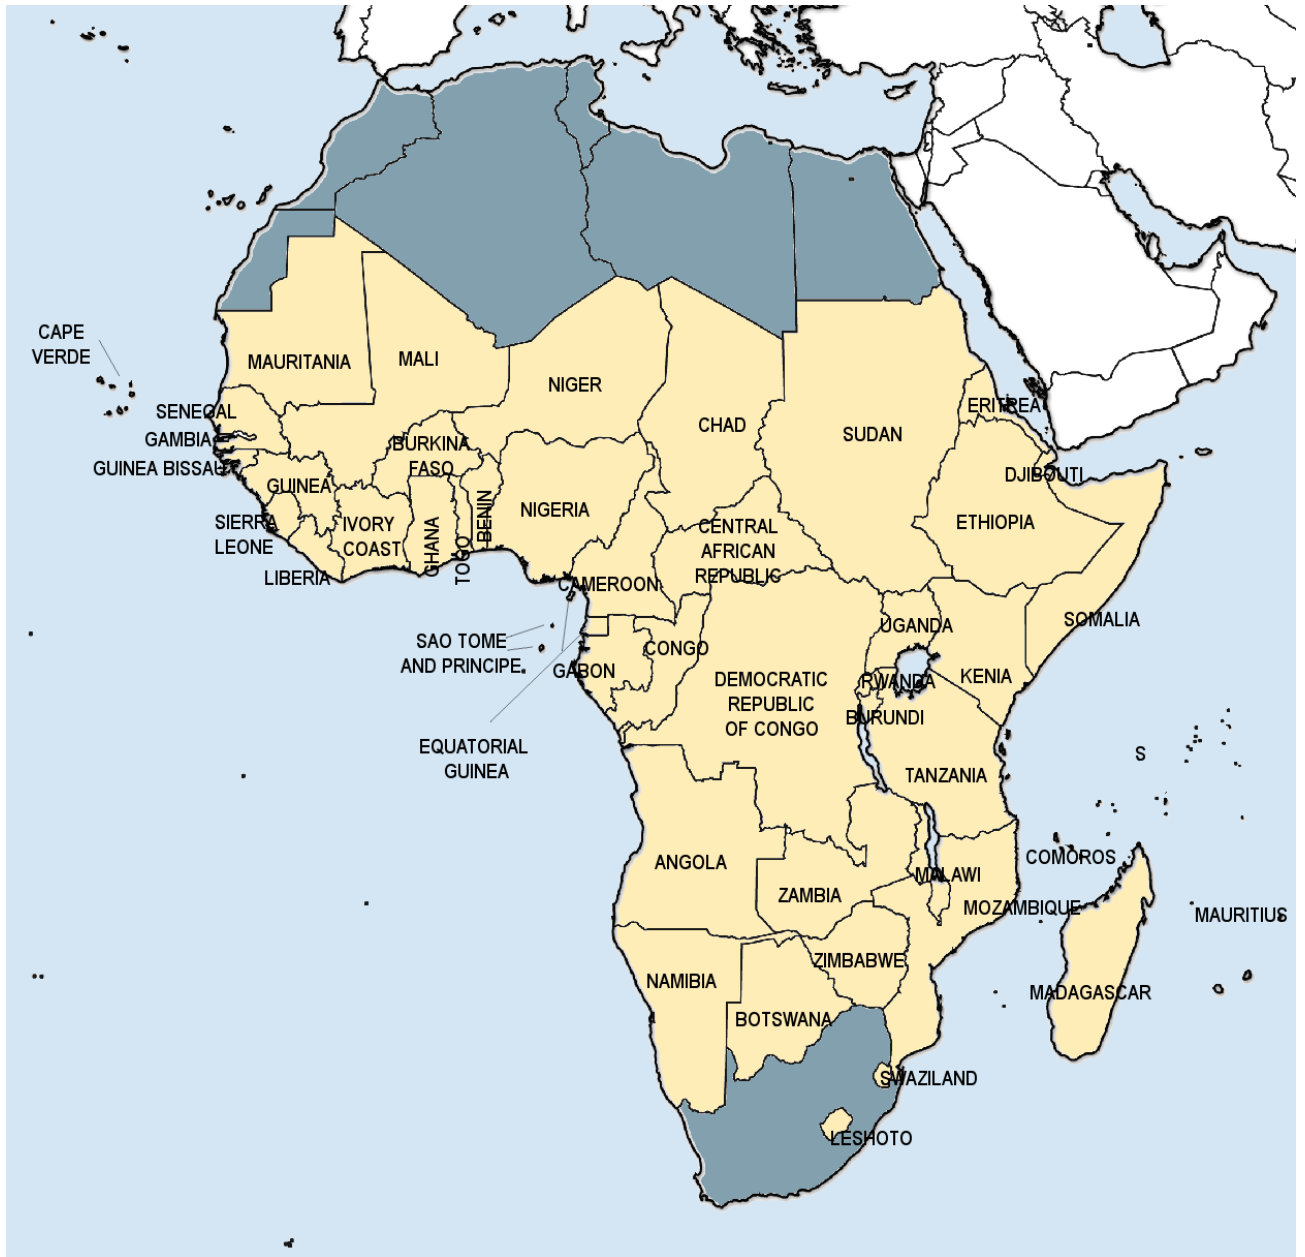 CAPE
VERDE
MAURITANIA
MALI
NIGER
CHAD
SUDAN
ERITREA
SENEGAL
GAMBIA
GUINEA BISSAU
GUINEA
BURKINA
FASO
DJIBOUTI
SIERRA
LEONE
IVORY
COAST
GHANA
TOGO
BENIN
NIGERIA
CENTRAL
AFRICAN
REPUBLIC
ETHIOPIA
LIBERIA
CAMEROON
SOMALIA
UGANDA
SAO TOME
AND PRINCIPE
GABON
CONGO
KENIA
DEMOCRATIC
REPUBLIC
OF CONGO
RWANDA
BURUNDI
EQUATORIAL
GUINEA
S
TANZANIA
ANGOLA
COMOROS
ZAMBIA
MALAWI
MOZAMBIQUE
MAURITIUS
ZIMBABWE
NAMIBIA
MADAGASCAR
BOTSWANA
SWAZILAND
LESHOTO